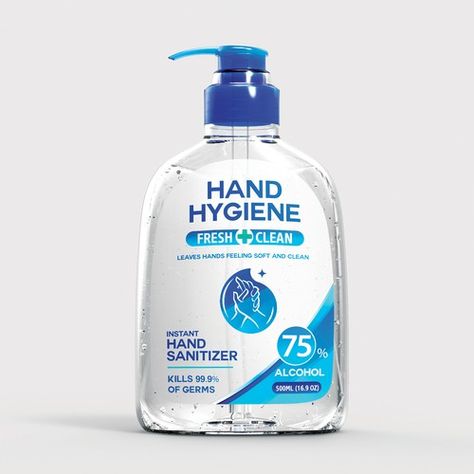 HAND
HYGIENE
FRESH + CLEAN
LEAVES HANDS FEELING SOFT AND CLEAN
INSTANT
HAND
SANITIZER
KILLS 99.9%
OF GERMS
75%
ALCOHOL
500ML (16.9 OZ)